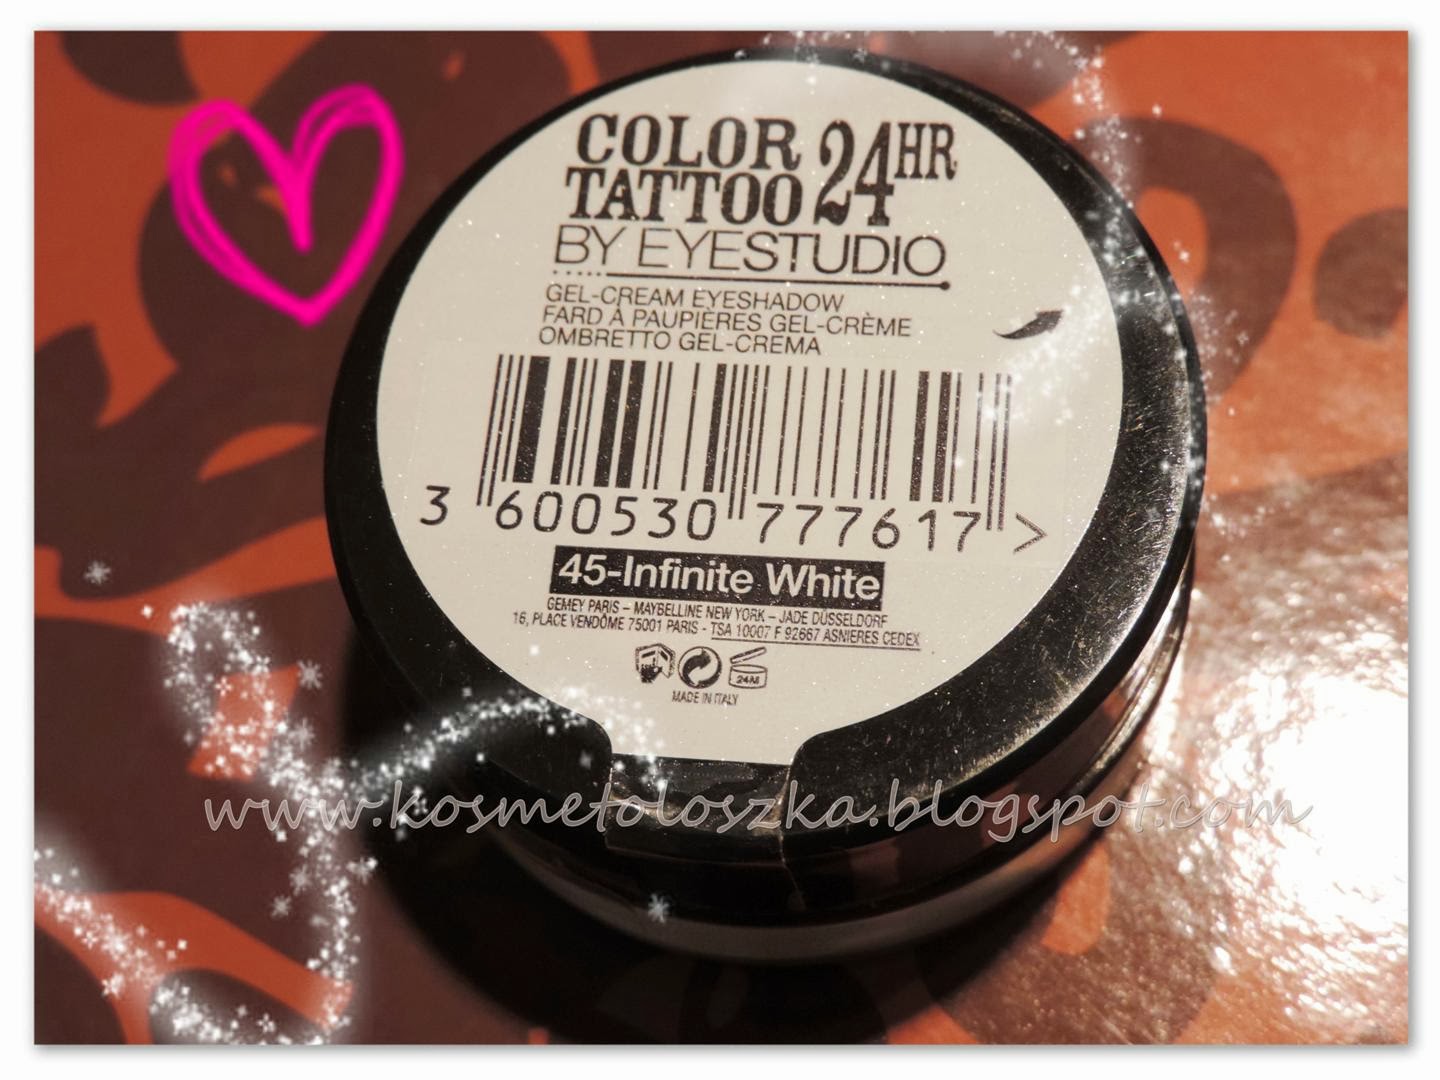 COLOR
TATTOO 24HR
BY EYESTUDIO
GEL-CREAM EYESHADOW
FARD À PAUPIÈRES GEL-CRÈME
OMBRETTO GEL-CREMA
3 600530 777617 >
45-Infinite White
GEMEY PARIS – MAYBELLINE NEW YORK – JADE DÜSSELDORF
16, PLACE VENDÔME 75001 PARIS - TSA 10007 F 92667 ASNIERES CEDEX
24M
MADE IN ITALY
www.kosmetoloszka.blogspot.com